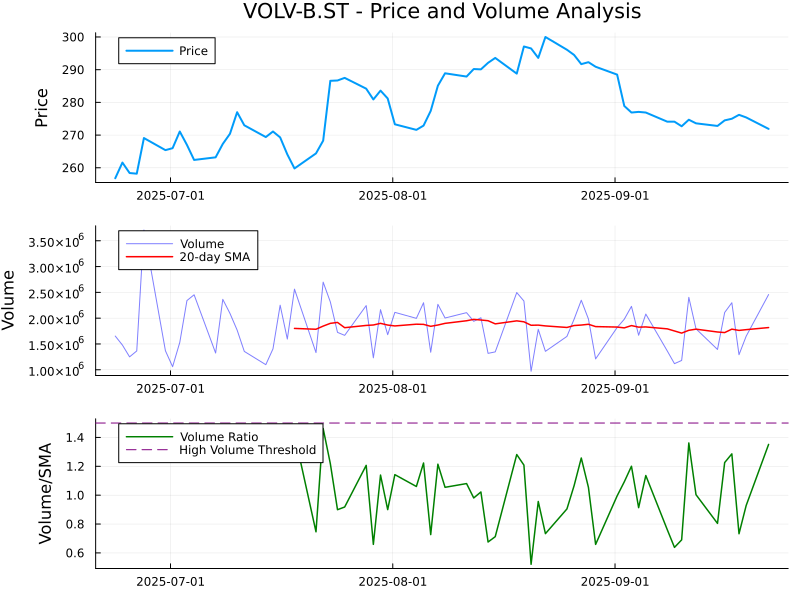 VOLV-B.ST - Price and Volume Analysis
Price
300
290
280
270
260
Price
2025-07-01
2025-08-01
2025-09-01
Volume
3.50×10⁶
3.00×10⁶
2.50×10⁶
2.00×10⁶
1.50×10⁶
1.00×10⁶
Volume
20-day SMA
2025-07-01
2025-08-01
2025-09-01
Volume/SMA
1.4
1.2
1.0
0.8
0.6
Volume Ratio
High Volume Threshold
2025-07-01
2025-08-01
2025-09-01